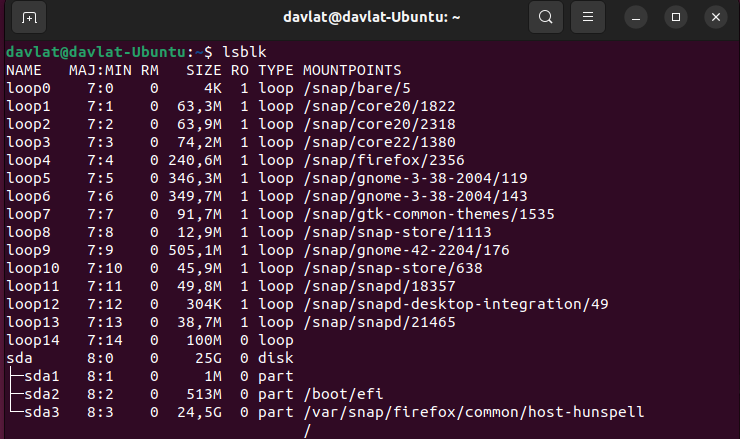 davlat@davlat-Ubuntu: ~
davlat@davlat-Ubuntu:~$ lsblk
NAME   MAJ:MIN RM   SIZE RO TYPE MOUNTPOINTS
loop0    7:0    0     4K  1 loop /snap/bare/5
loop1    7:1    0  63,3M  1 loop /snap/core20/1822
loop2    7:2    0  63,9M  1 loop /snap/core20/2318
loop3    7:3    0  74,2M  1 loop /snap/core22/1380
loop4    7:4    0 240,6M  1 loop /snap/firefox/2356
loop5    7:5    0 346,3M  1 loop /snap/gnome-3-38-2004/119
loop6    7:6    0 349,7M  1 loop /snap/gnome-3-38-2004/143
loop7    7:7    0  91,7M  1 loop /snap/gtk-common-themes/1535
loop8    7:8    0  12,9M  1 loop /snap/snap-store/1113
loop9    7:9    0 505,1M  1 loop /snap/gnome-42-2204/176
loop10   7:10   0  45,9M  1 loop /snap/snap-store/638
loop11   7:11   0  49,8M  1 loop /snap/snapd/18357
loop12   7:12   0   304K  1 loop /snap/snapd-desktop-integration/49
loop13   7:13   0  38,7M  1 loop /snap/snapd/21465
loop14   7:14   0   100M  0 loop
sda      8:0    0    25G  0 disk
├─sda1   8:1    0     1M  0 part
├─sda2   8:2    0   513M  0 part /boot/efi
└─sda3   8:3    0  24,5G  0 part /var/snap/firefox/common/host-hunspell
                                 /